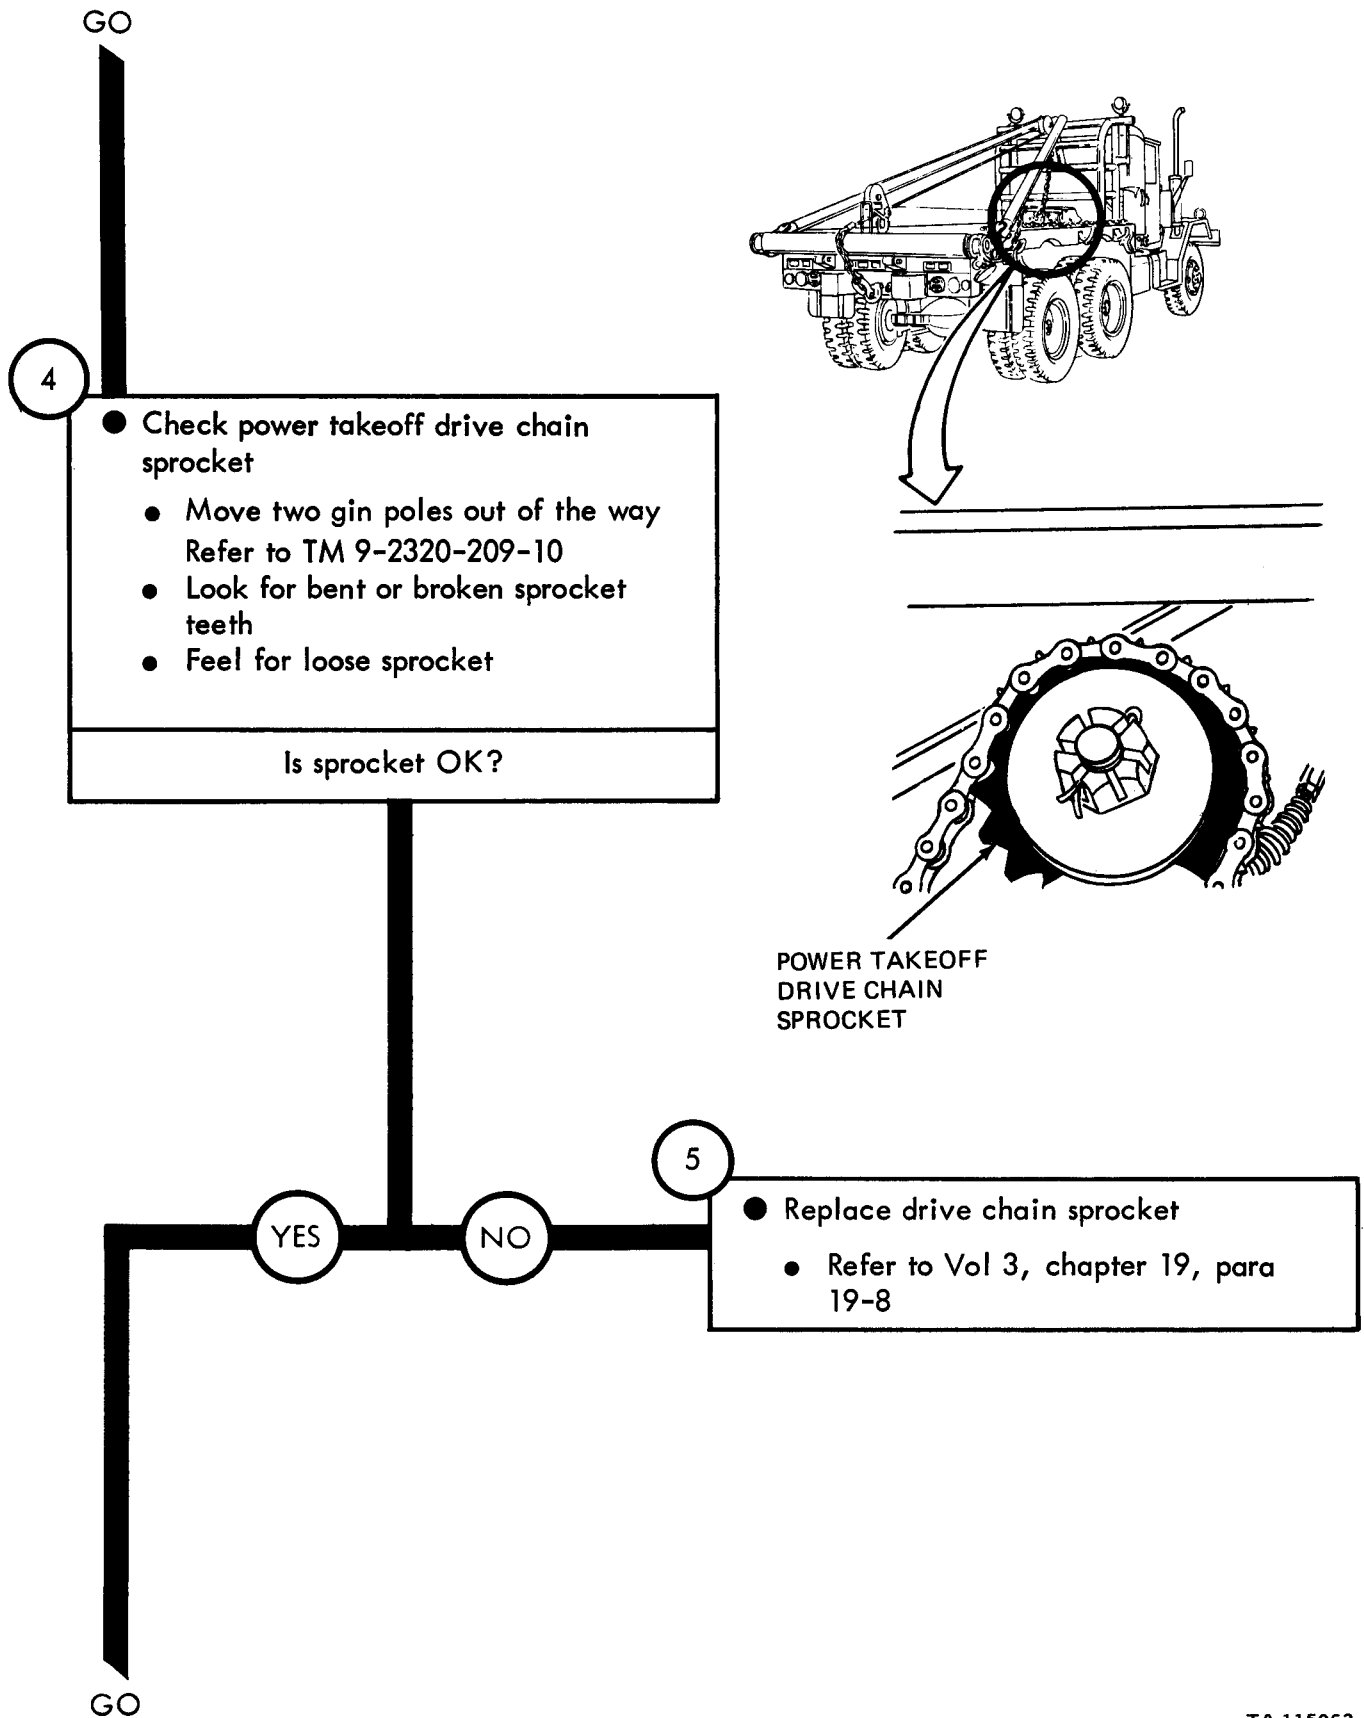 GO
4
● Check power takeoff drive chain
sprocket
● Move two gin poles out of the way
Refer to TM 9-2320-209-10
● Look for bent or broken sprocket
teeth
● Feel for loose sprocket
Is sprocket OK?
POWER TAKEOFF
DRIVE CHAIN
SPROCKET
5
● Replace drive chain sprocket
● Refer to Vol 3, chapter 19, para
19-8
YES
NO
GO